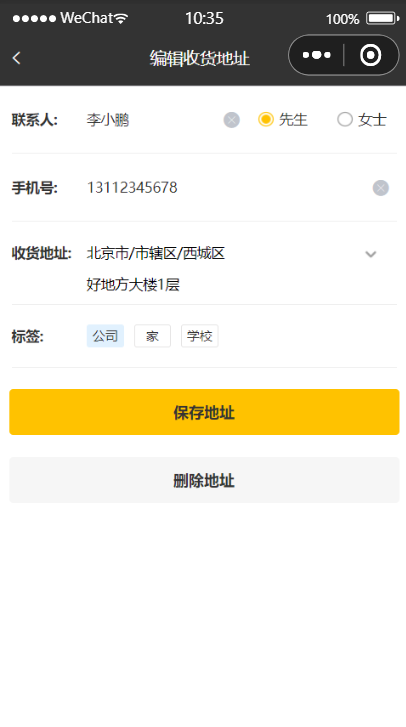 WeChat 10:35 100%
编辑收货地址
联系人: 李小鹏 先生 女士
手机号: 13112345678
收货地址: 北京市/市辖区/西城区
好地方大楼1层
标签: 公司 家 学校
保存地址
删除地址